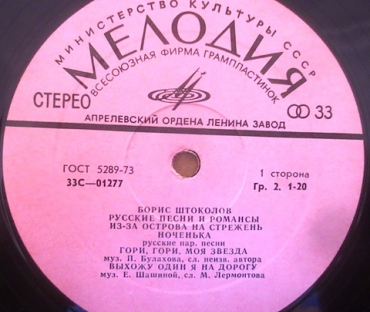 МИНИСТЕРСТВО КУЛЬТУРЫ СССР
МЕЛОДИЯ
ВСЕСОЮЗНАЯ ФИРМА ГРАМПЛАСТИНОК
СТЕРЕО
33
АПРЕЛЕВСКИЙ ОРДЕНА ЛЕНИНА ЗАВОД
ГОСТ 5289-73
33С—01277
1 сторона
Гр. 2. 1-20
БОРИС ШТОКОЛОВ
РУССКИЕ ПЕСНИ И РОМАНСЫ
ИЗ-ЗА ОСТРОВА НА СТРЕЖЕНЬ
НОЧЕНЬКА
русские нар. песни
ГОРИ, ГОРИ, МОЯ ЗВЕЗДА
муз. П. Булахова, сл. неизв. автора
ВЫХОЖУ ОДИН Я НА ДОРОГУ
муз. Е. Шашиной, сл. М. Лермонтова